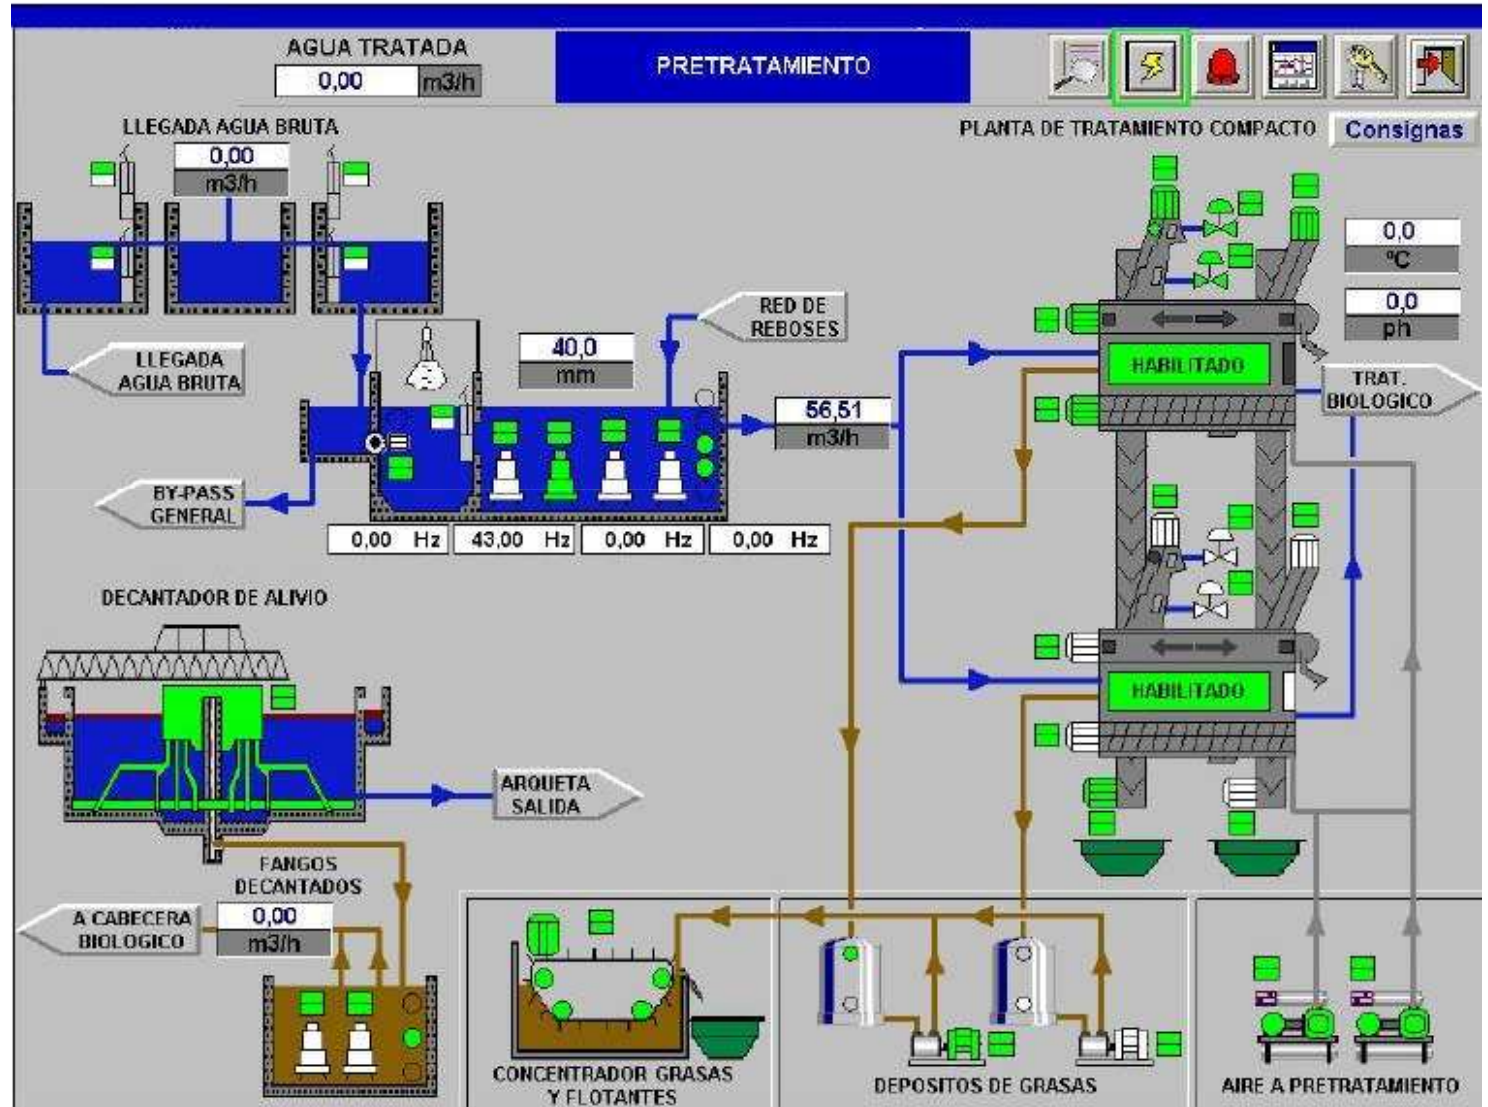 AGUA TRATADA
0,00 m3/h
PRETRATAMIENTO
LLEGADA AGUA BRUTA
0,00
m3/h
PLANTA DE TRATAMIENTO COMPACTO
Consignas
0,0
ºC
0,0
ph
RED DE
REBOSES
LLEGADA
AGUA BRUTA
40,0
mm
HABILITADO
TRAT.
BIOLOGICO
56,51
m3/h
BY-PASS
GENERAL
0,00 Hz
43,00 Hz
0,00 Hz
0,00 Hz
DECANTADOR DE ALIVIO
HABILITADO
ARQUETA
SALIDA
FANGOS
DECANTADOS
A CABECERA
BIOLOGICO
0,00
m3/h
CONCENTRADOR GRASAS
Y FLOTANTES
DEPOSITOS DE GRASAS
AIRE A PRETRATAMIENTO